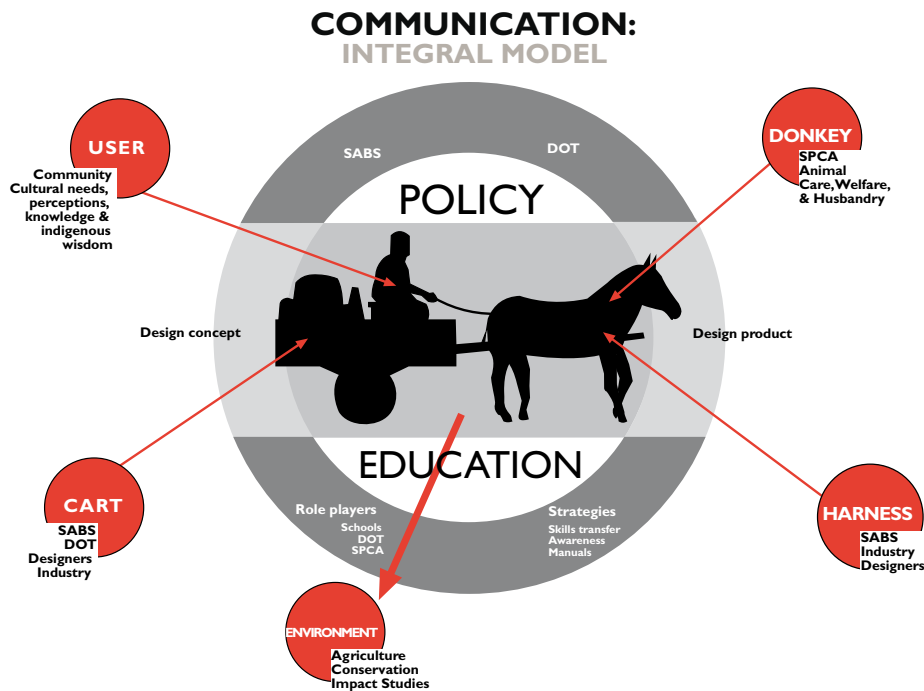 COMMUNICATION:
INTEGRAL MODEL
USER
Community
Cultural needs,
perceptions,
knowledge &
indigenous
wisdom
DONKEY
SPCA
Animal
Care, Welfare,
& Husbandry
SABS
DOT
POLICY
Design concept
Design product
EDUCATION
Role players
Schools
DOT
SPCA
Strategies
Skills transfer
Awareness
Manuals
CART
SABS
DOT
Designers
Industry
HARNESS
SABS
Industry
Designers
ENVIRONMENT
Agriculture
Conservation
Impact Studies